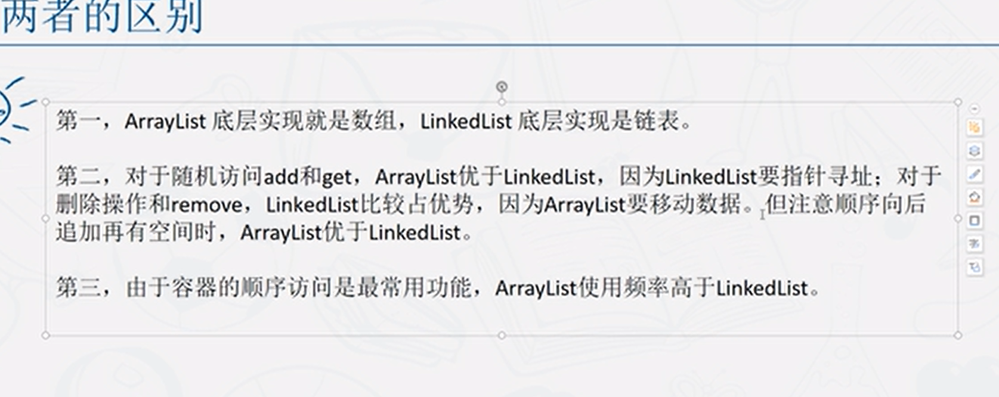 两者的区别
第一，ArrayList 底层实现就是数组，LinkedList 底层实现是链表。
第二，对于随机访问add和get，ArrayList优于LinkedList，因为LinkedList要指针寻址；对于
删除操作和remove，LinkedList比较占优势，因为ArrayList要移动数据。但注意顺序向后
追加再有空间时，ArrayList优于LinkedList。
第三，由于容器的顺序访问是最常用功能，ArrayList使用频率高于LinkedList。